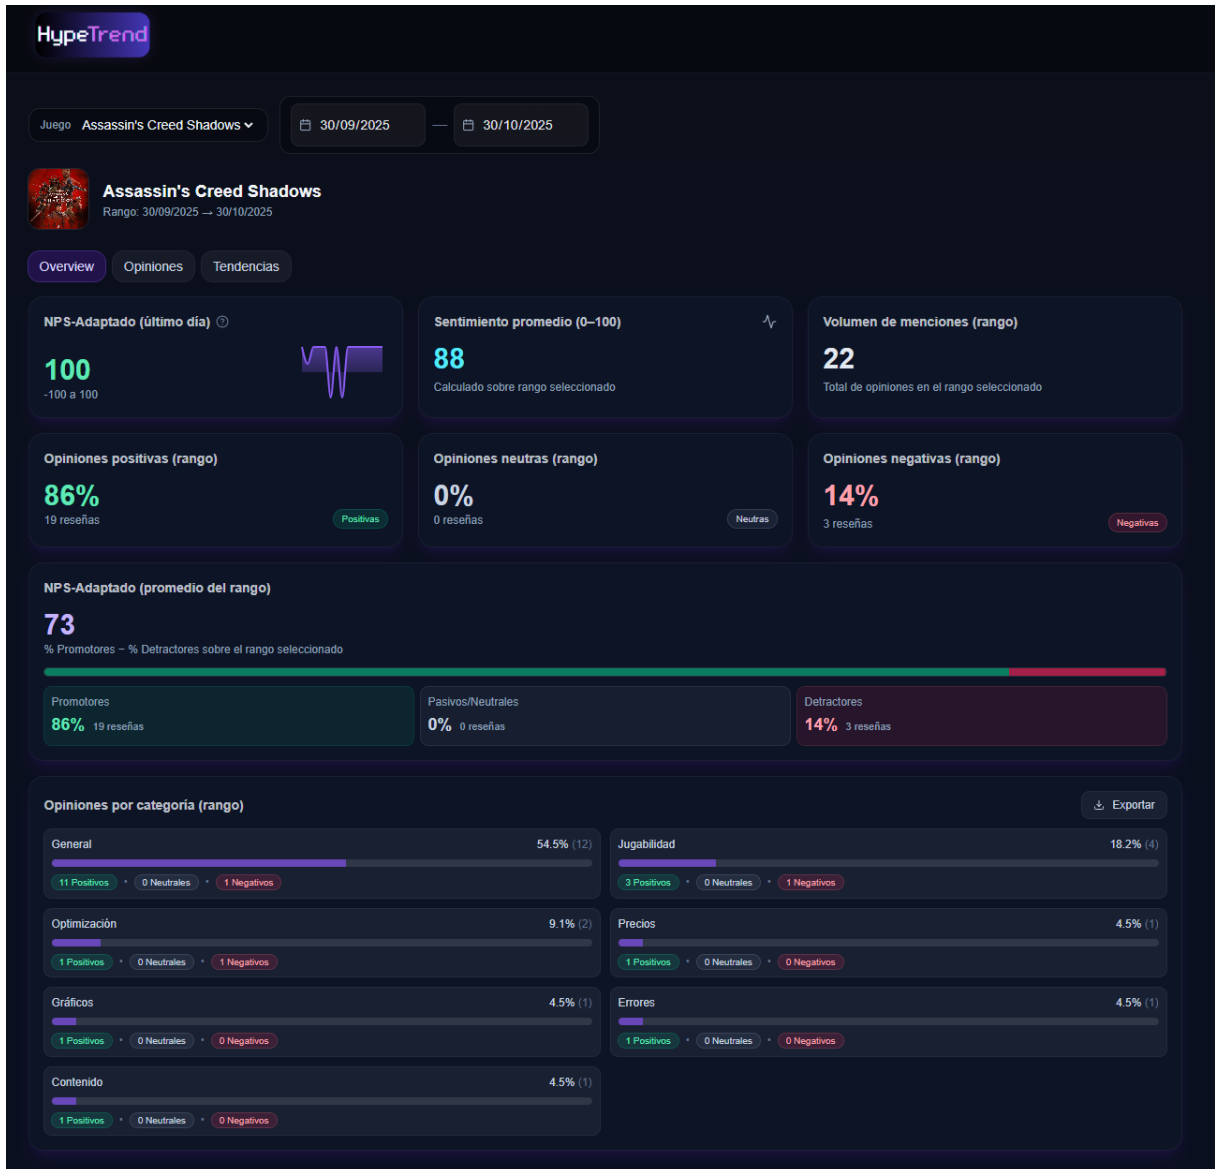 HypeTrend
Juego Assassin's Creed Shadows
30/09/2025 — 30/10/2025
Assassin's Creed Shadows
Rango: 30/09/2025 → 30/10/2025
Overview Opiniones Tendencias
NPS-Adaptado (último día)
100
-100 a 100
Sentimiento promedio (0–100)
88
Calculado sobre rango seleccionado
Volumen de menciones (rango)
22
Total de opiniones en el rango seleccionado
Opiniones positivas (rango)
86%
19 reseñas
Positivas
Opiniones neutras (rango)
0%
0 reseñas
Neutras
Opiniones negativas (rango)
14%
3 reseñas
Negativas
NPS-Adaptado (promedio del rango)
73
% Promotores – % Detractores sobre el rango seleccionado
Promotores
86% 19 reseñas
Pasivos/Neutrales
0% 0 reseñas
Detractores
14% 3 reseñas
Opiniones por categoría (rango)
Exportar
General 54.5% (12)
11 Positivos • 0 Neutrales • 1 Negativos
Jugabilidad 18.2% (4)
3 Positivos • 0 Neutrales • 1 Negativos
Optimización 9.1% (2)
1 Positivos • 0 Neutrales • 1 Negativos
Precios 4.5% (1)
1 Positivos • 0 Neutrales • 0 Negativos
Gráficos 4.5% (1)
1 Positivos • 0 Neutrales • 0 Negativos
Errores 4.5% (1)
1 Positivos • 0 Neutrales • 0 Negativos
Contenido 4.5% (1)
1 Positivos • 0 Neutrales • 0 Negativos